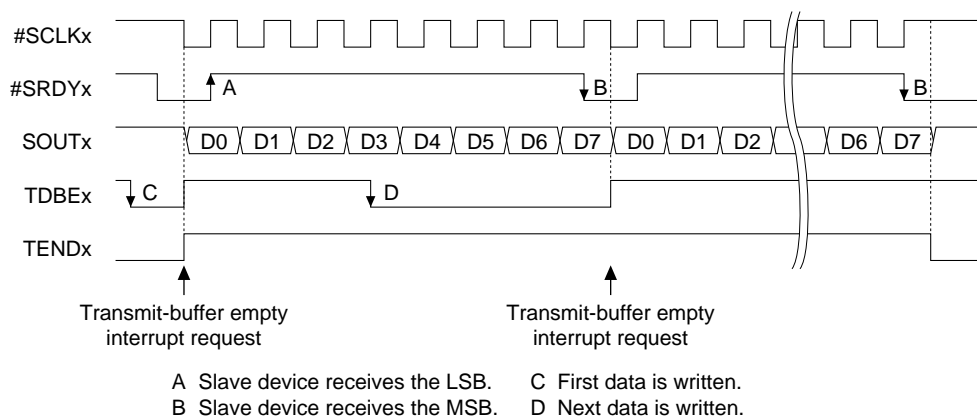 #SCLKx
#SRDYx A B B
SOUTx D0 D1 D2 D3 D4 D5 D6 D7 D0 D1 D2 D6 D7
TDBEx C D
TENDx
Transmit-buffer empty
interrupt request
Transmit-buffer empty
interrupt request
A Slave device receives the LSB. C First data is written.
B Slave device receives the MSB. D Next data is written.